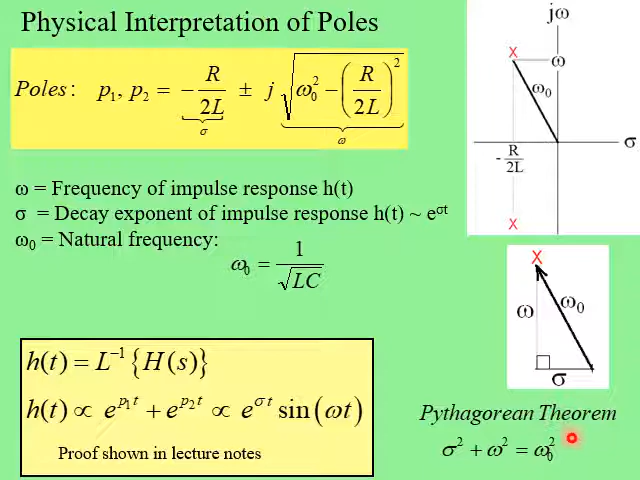 Physical Interpretation of Poles
Poles: p₁, p₂ = − R/2L ± j √(ω₀² − (R/2L)²)
σ
ω
ω = Frequency of impulse response h(t)
σ = Decay exponent of impulse response h(t) ~ e^σt
ω₀ = Natural frequency:
ω₀ = 1/√LC
h(t) = L⁻¹ {H(s)}
h(t) ∝ e^p₁t + e^p₂t ∝ e^σt sin(ωt)
Proof shown in lecture notes
jω
X
ω
ω₀
σ
- R/2L
X
X
ω
ω₀
σ
Pythagorean Theorem
σ² + ω² = ω₀²